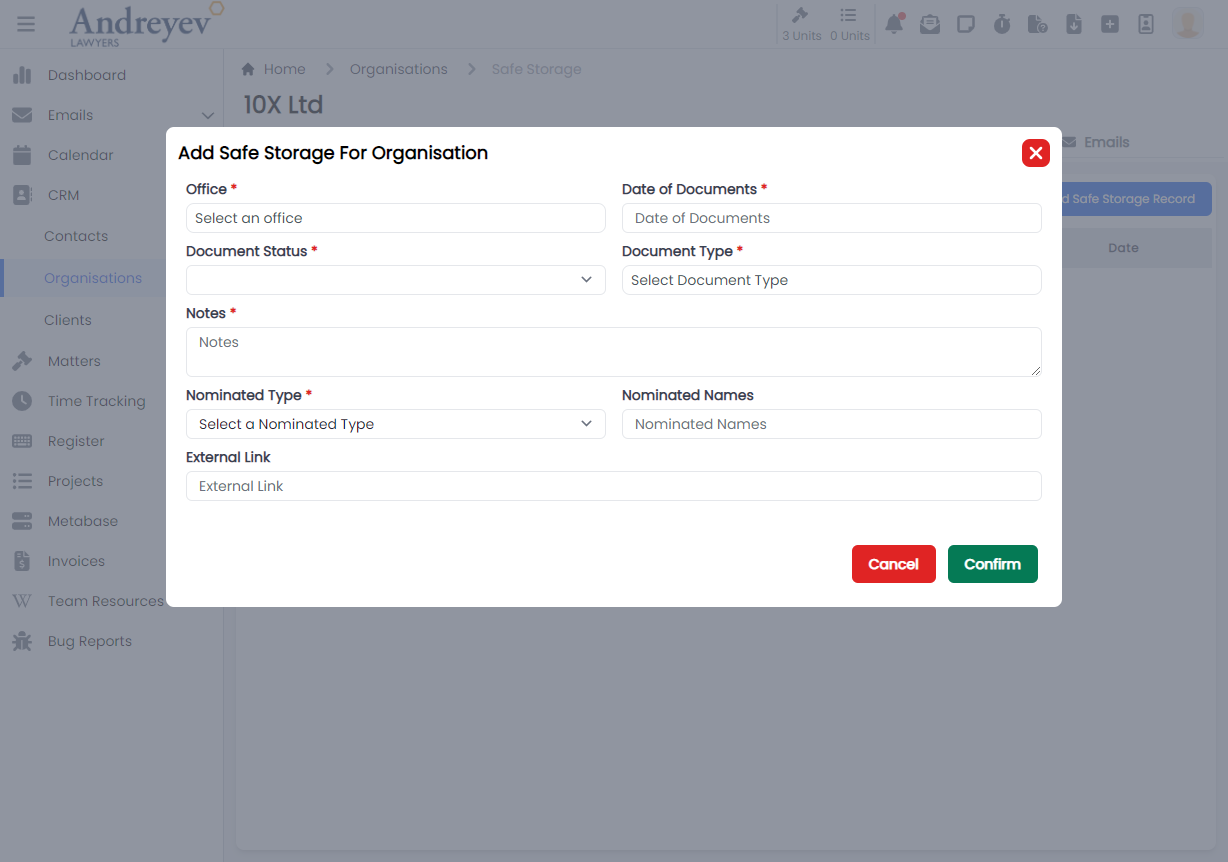 Andreyev
LAWYERS
3 Units 0 Units
Dashboard
Emails
Calendar
CRM
Contacts
Organisations
Clients
Matters
Time Tracking
Register
Projects
Metabase
Invoices
Team Resources
Bug Reports
Home Organisations Safe Storage
10X Ltd
Emails
d Safe Storage Record
Date
Add Safe Storage For Organisation
Office * Date of Documents *
Select an office Date of Documents
Document Status * Document Type *
Select Document Type
Notes *
Notes
Nominated Type * Nominated Names
Select a Nominated Type Nominated Names
External Link
External Link
Cancel Confirm